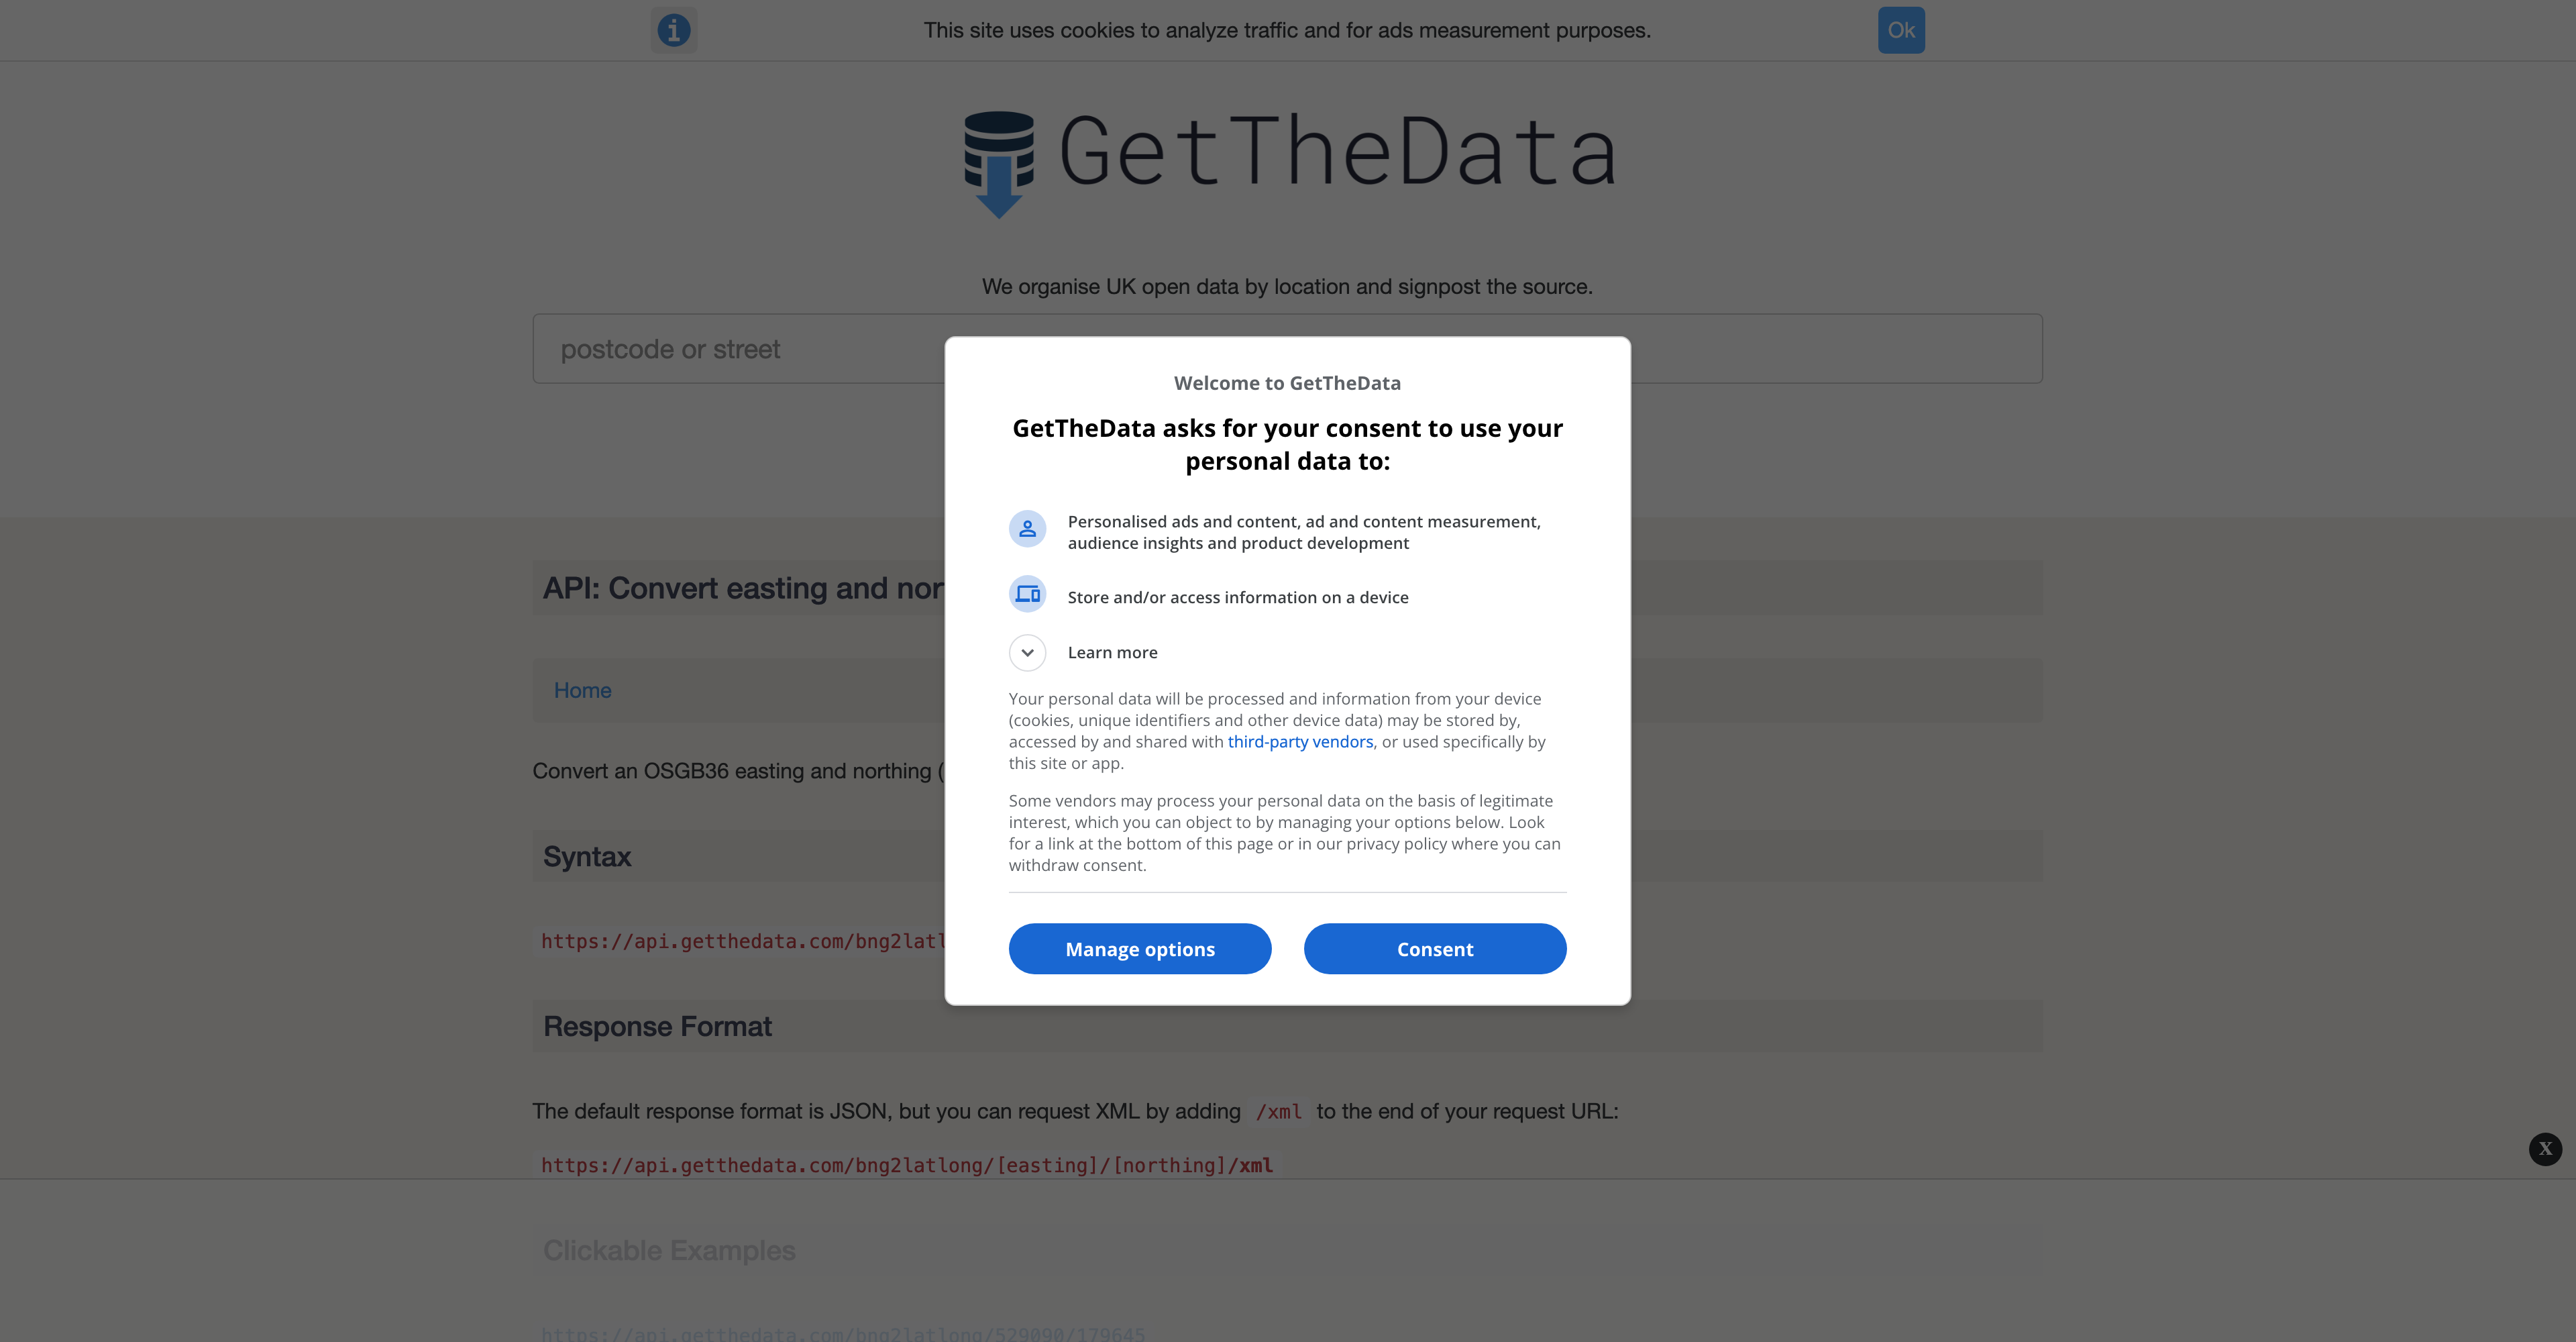 This site uses cookies to analyze traffic and for ads measurement purposes.
Ok
GetTheData
We organise UK open data by location and signpost the source.
postcode or street
Welcome to GetTheData
GetTheData asks for your consent to use your
personal data to:
Personalised ads and content, ad and content measurement,
audience insights and product development
Store and/or access information on a device
Learn more
Your personal data will be processed and information from your device
(cookies, unique identifiers and other device data) may be stored by,
accessed by and shared with third-party vendors, or used specifically by
this site or app.
Some vendors may process your personal data on the basis of legitimate
interest, which you can object to by managing your options below. Look
for a link at the bottom of this page or in our privacy policy where you can
withdraw consent.
Manage options
Consent
API: Convert easting and nor
Home
Convert an OSGB36 easting and northing (
Syntax
https://api.getthedata.com/bng2latl
Response Format
The default response format is JSON, but you can request XML by adding /xml to the end of your request URL:
https://api.getthedata.com/bng2latlong/[easting]/[northing]/xml
X
Clickable Examples
https://api.getthedata.com/bng2latlong/529090/179645